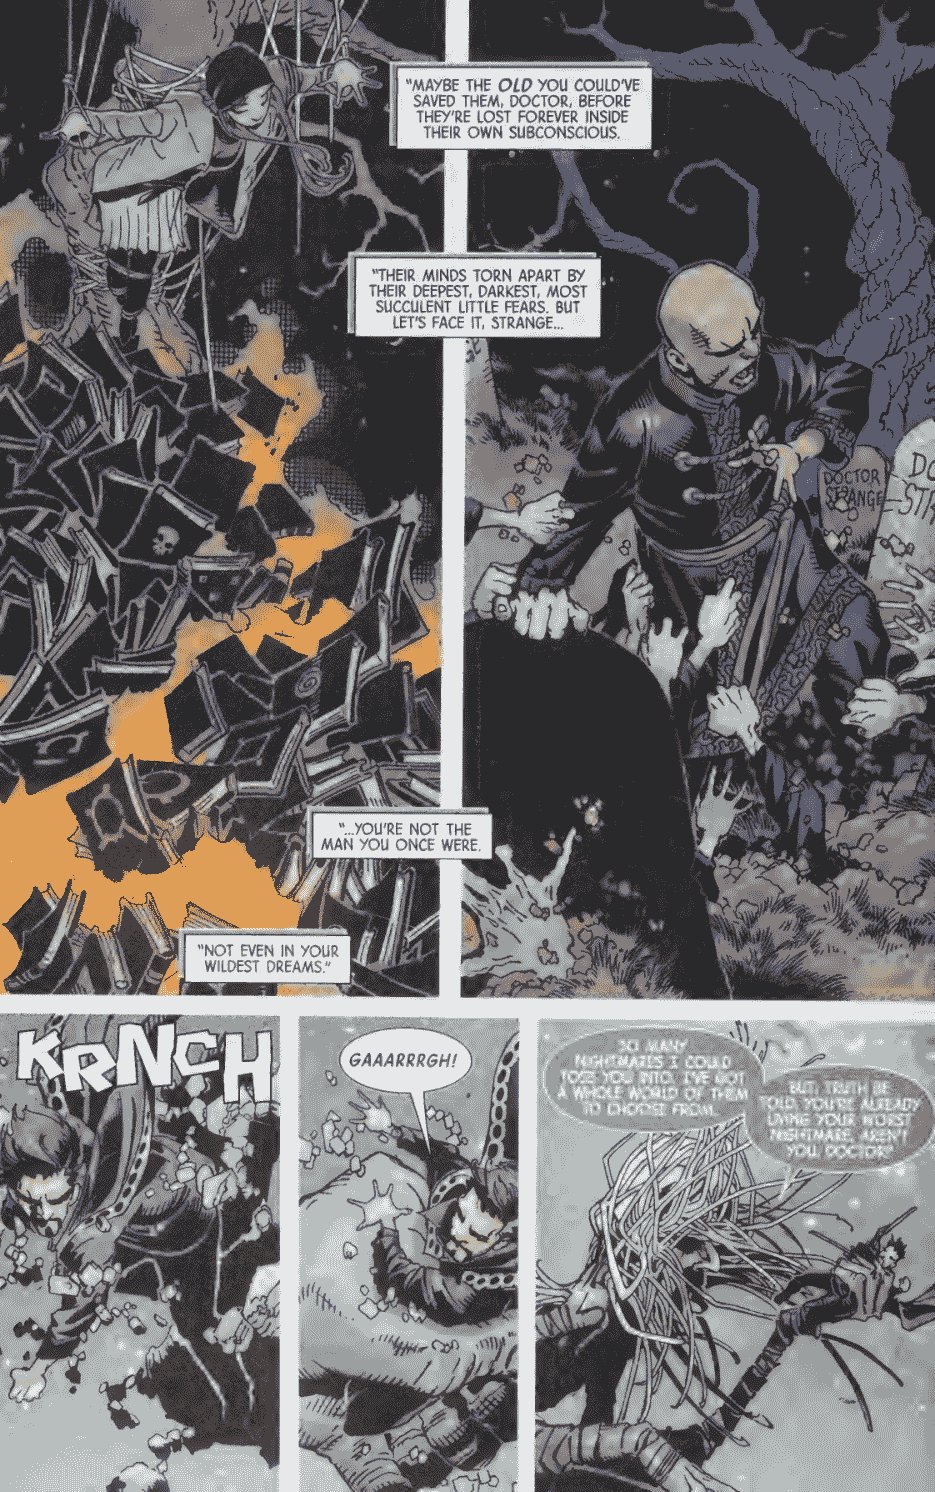 "MAYBE THE OLD YOU COULD'VE
SAVED THEM, DOCTOR, BEFORE
THEY'RE LOST FOREVER INSIDE
THEIR OWN SUBCONSCIOUS.
"THEIR MINDS TORN APART BY
THEIR DEEPEST, DARKEST, MOST
SUCCULENT LITTLE FEARS. BUT
LET'S FACE IT, STRANGE...
DOCTOR
STRANGE
DO
STR
"...YOU'RE NOT THE
MAN YOU ONCE WERE.
"NOT EVEN IN YOUR
WILDEST DREAMS."
KRNCH
GAAARRRGH!
SO MANY
NIGHTMARES I COULD
TOSS YOU INTO. I'VE GOT
A WHOLE WORLD OF THEM
TO CHOOSE FROM.
BUT, TRUTH BE
TOLD, YOU'RE ALREADY
LIVING YOUR WORST
NIGHTMARE, AREN'T
YOU, DOCTOR?